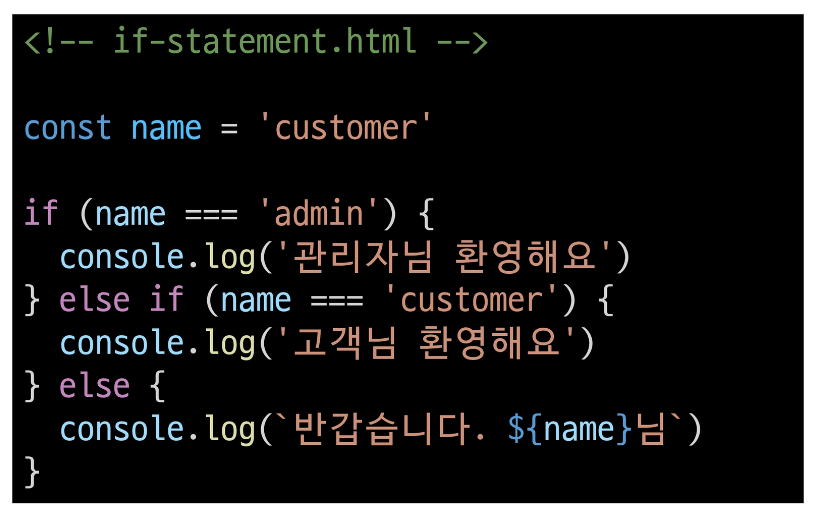 <!-- if-statement.html -->
const name = 'customer'
if (name === 'admin') {
  console.log('관리자님 환영해요')
} else if (name === 'customer') {
  console.log('고객님 환영해요')
} else {
  console.log(`반갑습니다. ${name}님`)
}